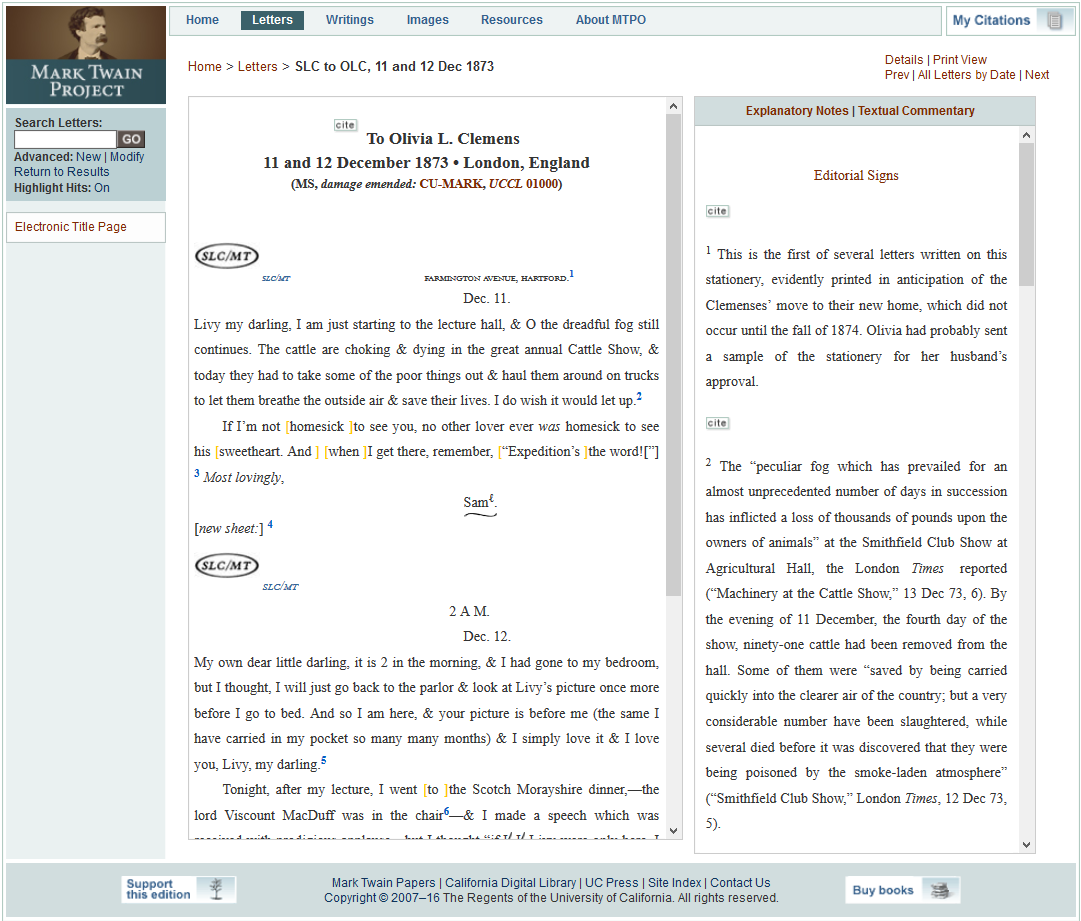 Home
Letters
Writings
Images
Resources
About MTPO
My Citations
MARK TWAIN
PROJECT
Search Letters:
GO
Advanced: New | Modify
Return to Results
Highlight Hits: On
Electronic Title Page
Home > Letters > SLC to OLC, 11 and 12 Dec 1873
Details | Print View
Prev | All Letters by Date | Next
cite
To Olivia L. Clemens
11 and 12 December 1873 • London, England
(MS, damage emended: CU-MARK, UCCL 01000)
SLC/MT
SLC/MT FARMINGTON AVENUE, HARTFORD.1
Dec. 11.
Livy my darling, I am just starting to the lecture hall, & O the dreadful fog still
continues. The cattle are choking & dying in the great annual Cattle Show, &
today they had to take some of the poor things out & haul them around on trucks
to let them breathe the outside air & save their lives. I do wish it would let up.2
If I’m not [homesick ]to see you, no other lover ever was homesick to see
his [sweetheart. And ] [when ]I get there, remember, [“Expedition’s ]the word![”]
3 Most lovingly,
Saml.
[new sheet:] 4
SLC/MT
SLC/MT
2 A M.
Dec. 12.
My own dear little darling, it is 2 in the morning, & I had gone to my bedroom,
but I thought, I will just go back to the parlor & look at Livy’s picture once more
before I go to bed. And so I am here, & your picture is before me (the same I
have carried in my pocket so many many months) & I simply love it & I love
you, Livy, my darling.5
Tonight, after my lecture, I went [to ]the Scotch Morayshire dinner,—the
lord Viscount MacDuff was in the chair6—& I made a speech which was
Explanatory Notes | Textual Commentary
Editorial Signs
cite
1 This is the first of several letters written on this
stationery, evidently printed in anticipation of the
Clemenses’ move to their new home, which did not
occur until the fall of 1874. Olivia had probably sent
a sample of the stationery for her husband’s
approval.
cite
2 The “peculiar fog which has prevailed for an
almost unprecedented number of days in succession
has inflicted a loss of thousands of pounds upon the
owners of animals” at the Smithfield Club Show at
Agricultural Hall, the London Times reported
(“Machinery at the Cattle Show,” 13 Dec 73, 6). By
the evening of 11 December, the fourth day of the
show, ninety-one cattle had been removed from the
hall. Some of them were “saved by being carried
quickly into the clearer air of the country; but a very
considerable number have been slaughtered, while
several died before it was discovered that they were
being poisoned by the smoke-laden atmosphere”
(“Smithfield Club Show,” London Times, 12 Dec 73,
5).
Support
this edition
Mark Twain Papers | California Digital Library | UC Press | Site Index | Contact Us
Copyright © 2007–16 The Regents of the University of California. All rights reserved.
Buy books